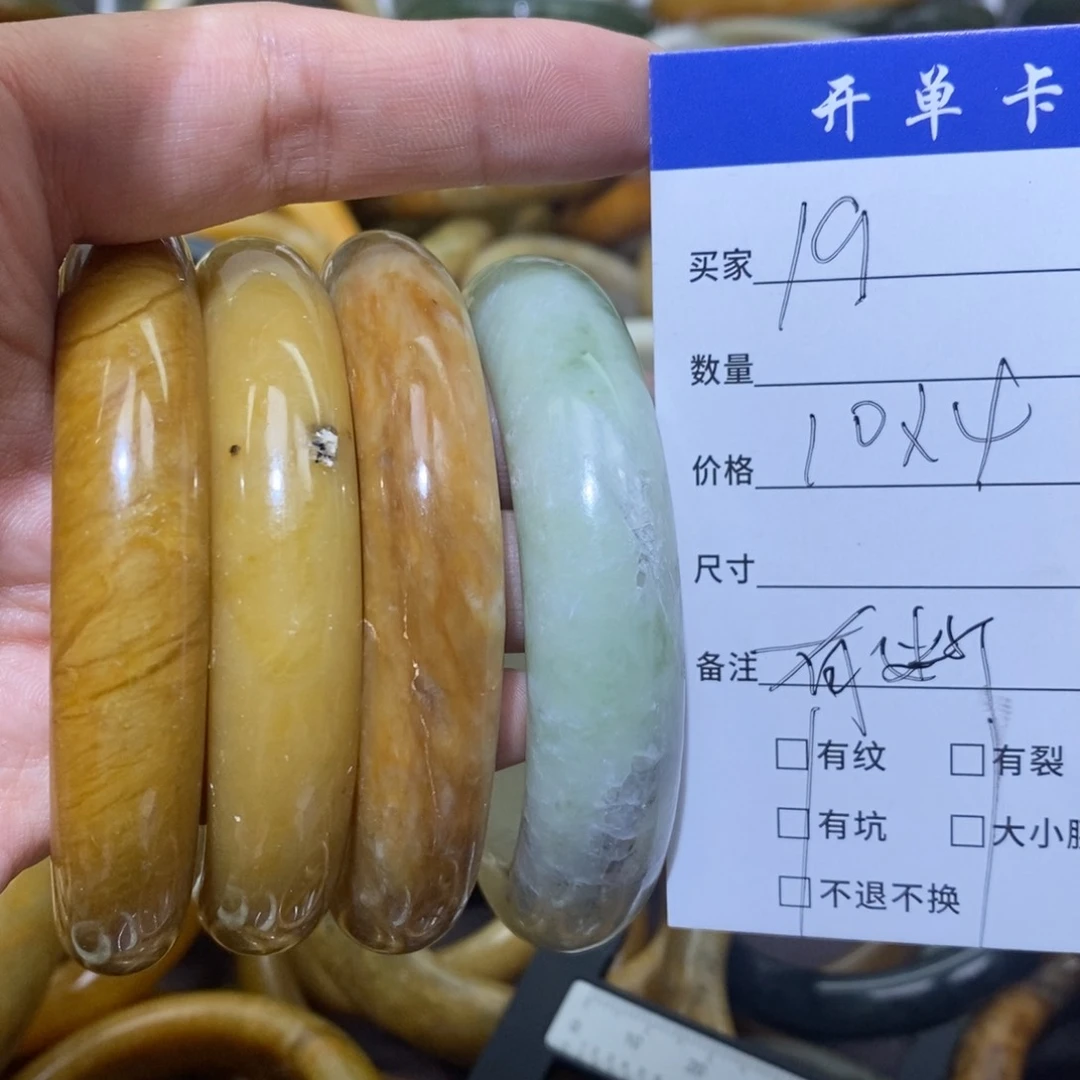 开单卡
买家 19
数量
价格 10x4
尺寸
备注 有
有纹 有裂
有坑 大小
不退不换